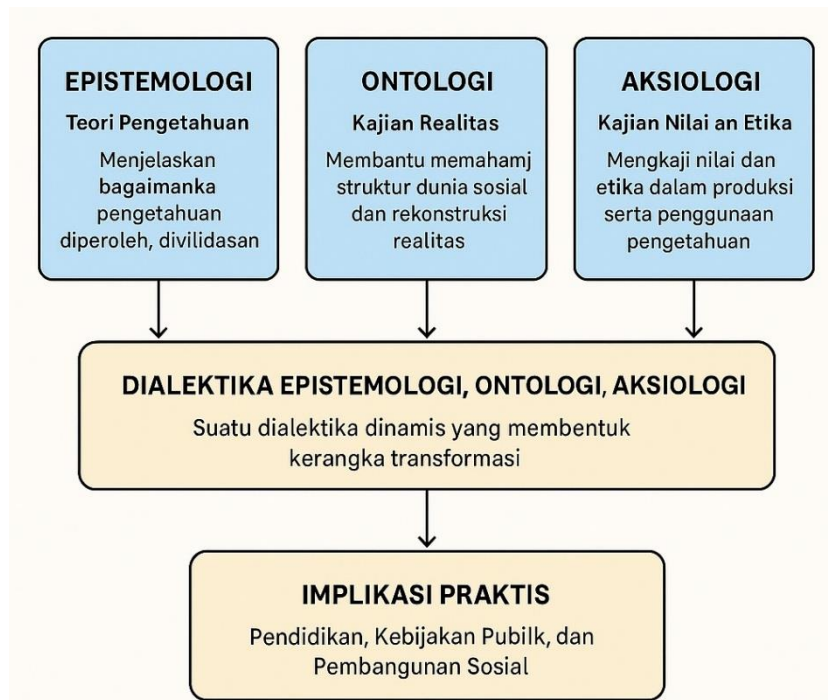 EPISTEMOLOGI
Teori Pengetahuan
Menjelaskan
bagaimanka
pengetahuan
diperoleh, divilidasan
ONTOLOGI
Kajian Realitas
Membantu memahamj
struktur dunia sosial
dan rekonstruksi
realitas
AKSIOLOGI
Kajian Nilai an Etika
Mengkaji nilai dan
etika dalam produksi
serta penggunaan
pengetahuan
DIALEKTIKA EPISTEMOLOGI, ONTOLOGI, AKSIOLOGI
Suatu dialektika dinamis yang membentuk
kerangka transformasi
IMPLIKASI PRAKTIS
Pendidikan, Kebijakan Pubilk, dan
Pembangunan Sosial